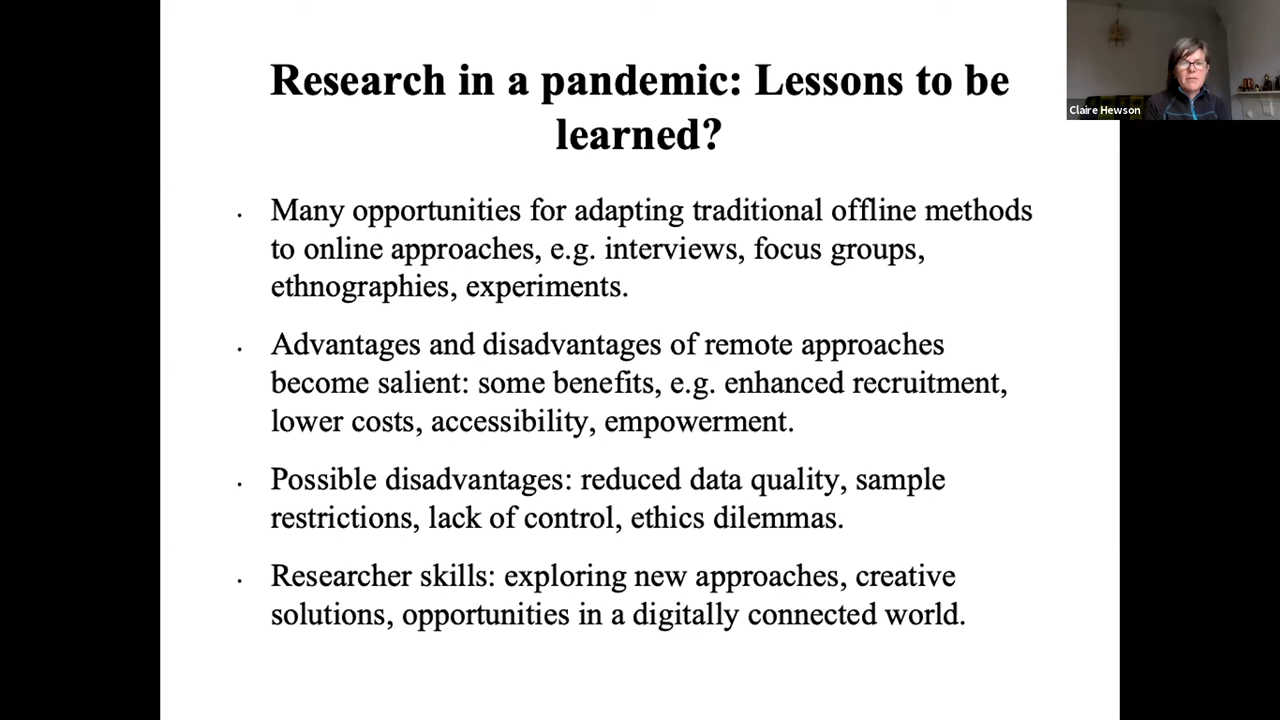 Research in a pandemic: Lessons to be
learned?
Claire Hewson
· Many opportunities for adapting traditional offline methods
to online approaches, e.g. interviews, focus groups,
ethnographies, experiments.
· Advantages and disadvantages of remote approaches
become salient: some benefits, e.g. enhanced recruitment,
lower costs, accessibility, empowerment.
· Possible disadvantages: reduced data quality, sample
restrictions, lack of control, ethics dilemmas.
· Researcher skills: exploring new approaches, creative
solutions, opportunities in a digitally connected world.